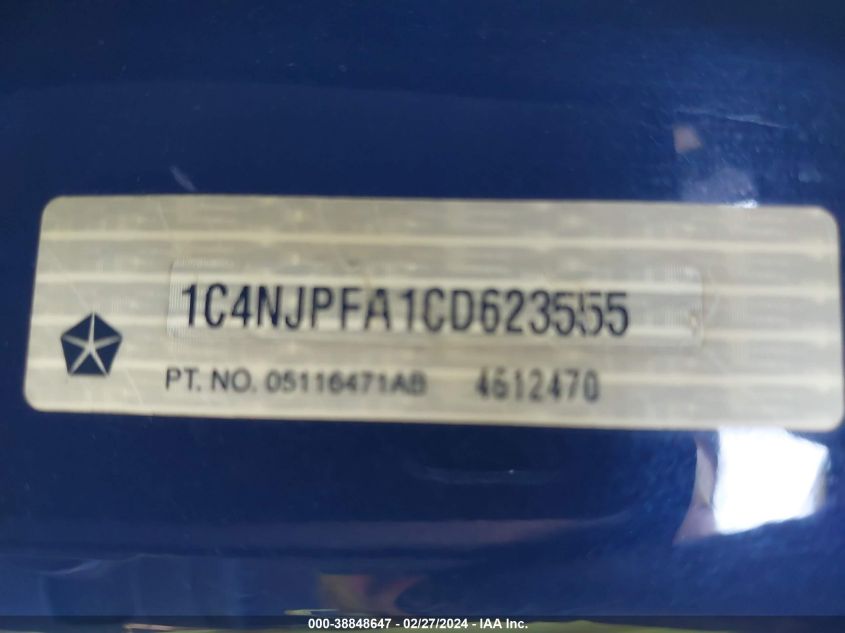 1C4NJPFA1CD623555
PT. NO. 05116471AB 4612470
000-38848647 - 02/27/2024 - IAA Inc.